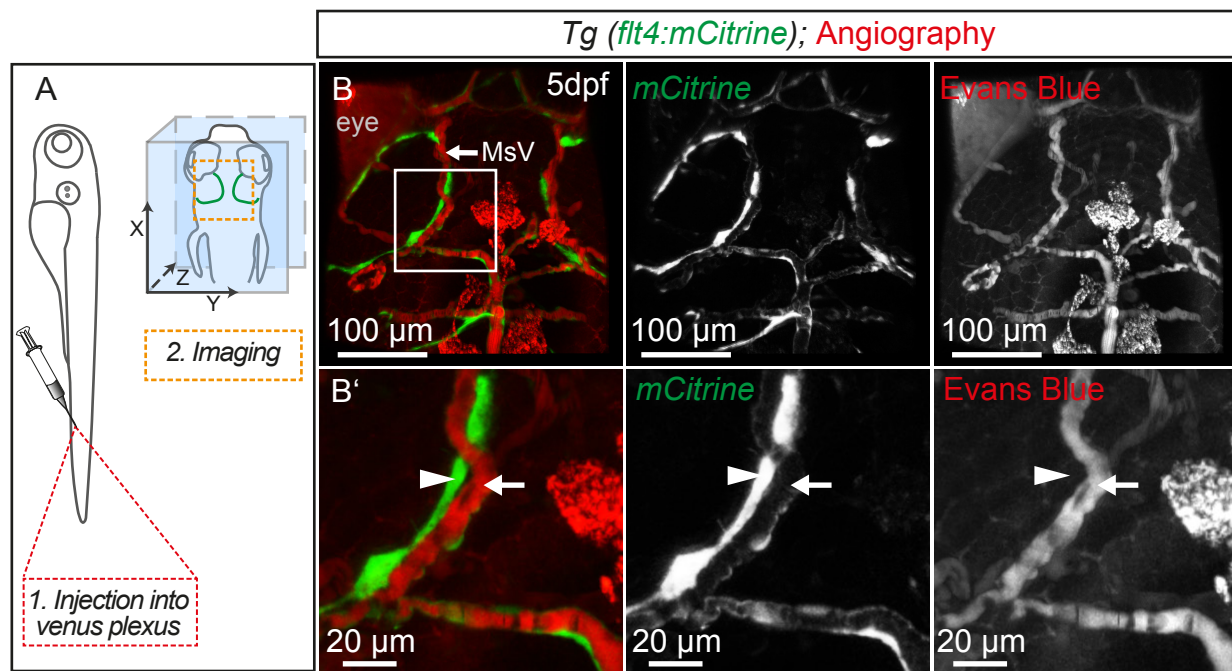 Tg (flt4:mCitrine); Angiography
A
X
Z
Y
2. Imaging
1. Injection into
venus plexus
B
5dpf
eye
MsV
100 µm
mCitrine
100 µm
Evans Blue
100 µm
B‘
20 µm
mCitrine
20 µm
Evans Blue
20 µm